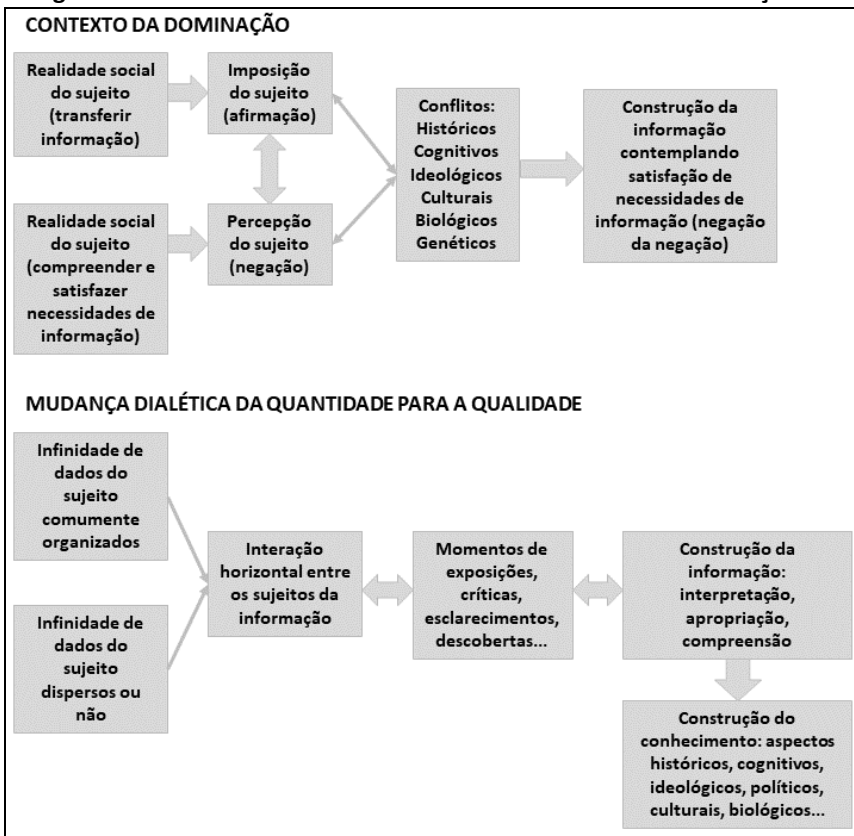 CONTEXTO DA DOMINAÇÃO
Realidade social
do sujeito
(transferir
informação)
Imposição
do sujeito
(afirmação)
Realidade social
do sujeito
(compreender e
satisfazer
necessidades de
informação)
Percepção
do sujeito
(negação)
Conflitos:
Históricos
Cognitivos
Ideológicos
Culturais
Biológicos
Genéticos
Construção da
informação
contemplando
satisfação de
necessidades de
informação (negação
da negação)
MUDANÇA DIALÉTICA DA QUANTIDADE PARA A QUALIDADE
Infinidade de
dados do
sujeito
comumente
organizados
Infinidade de
dados do
sujeito
dispersos ou
não
Interação
horizontal entre
os sujeitos da
informação
Momentos de
exposições,
críticas,
esclarecimentos,
descobertas...
Construção da
informação:
interpretação,
apropriação,
compreensão
Construção do
conhecimento: aspectos
históricos, cognitivos,
ideológicos, políticos,
culturais, biológicos...